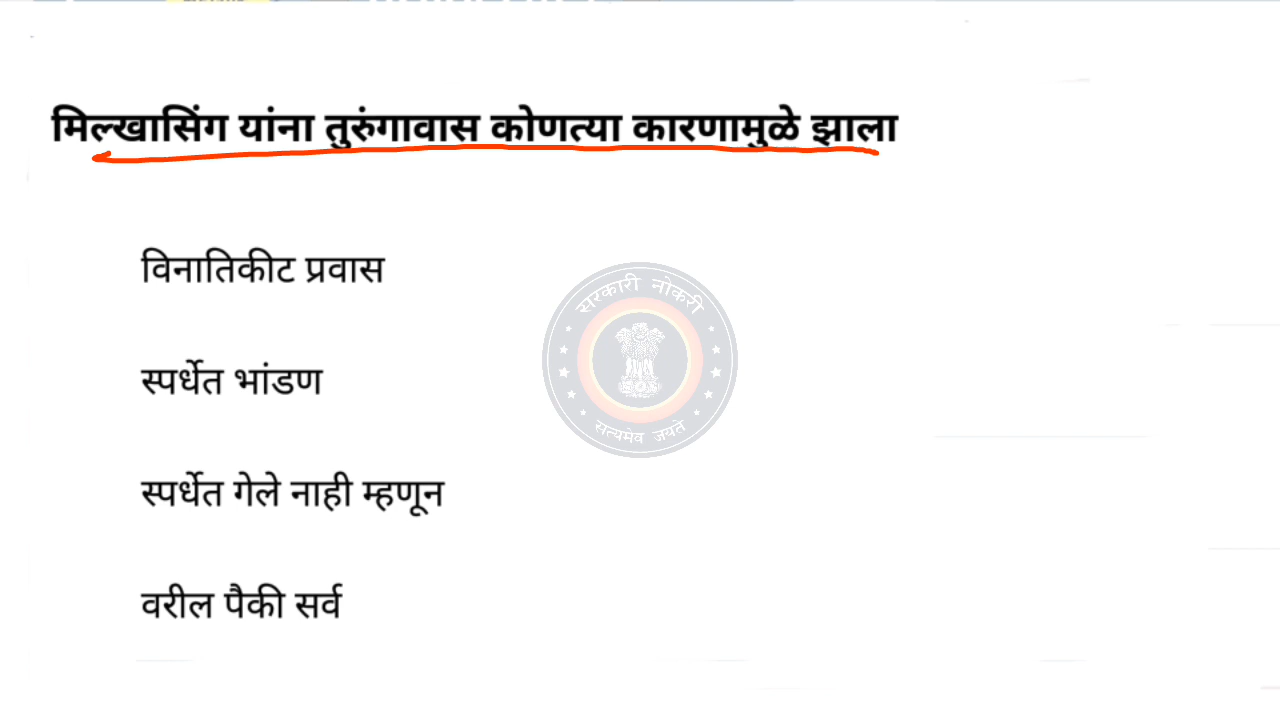 मिल्खासिंग यांना तुरुंगावास कोणत्या कारणामुळे झाला
विनातिकीट प्रवास
स्पर्धेत भांडण
सरकारी नोकरी
सत्यमेव जयते
स्पर्धेत गेले नाही म्हणून
वरील पैकी सर्व